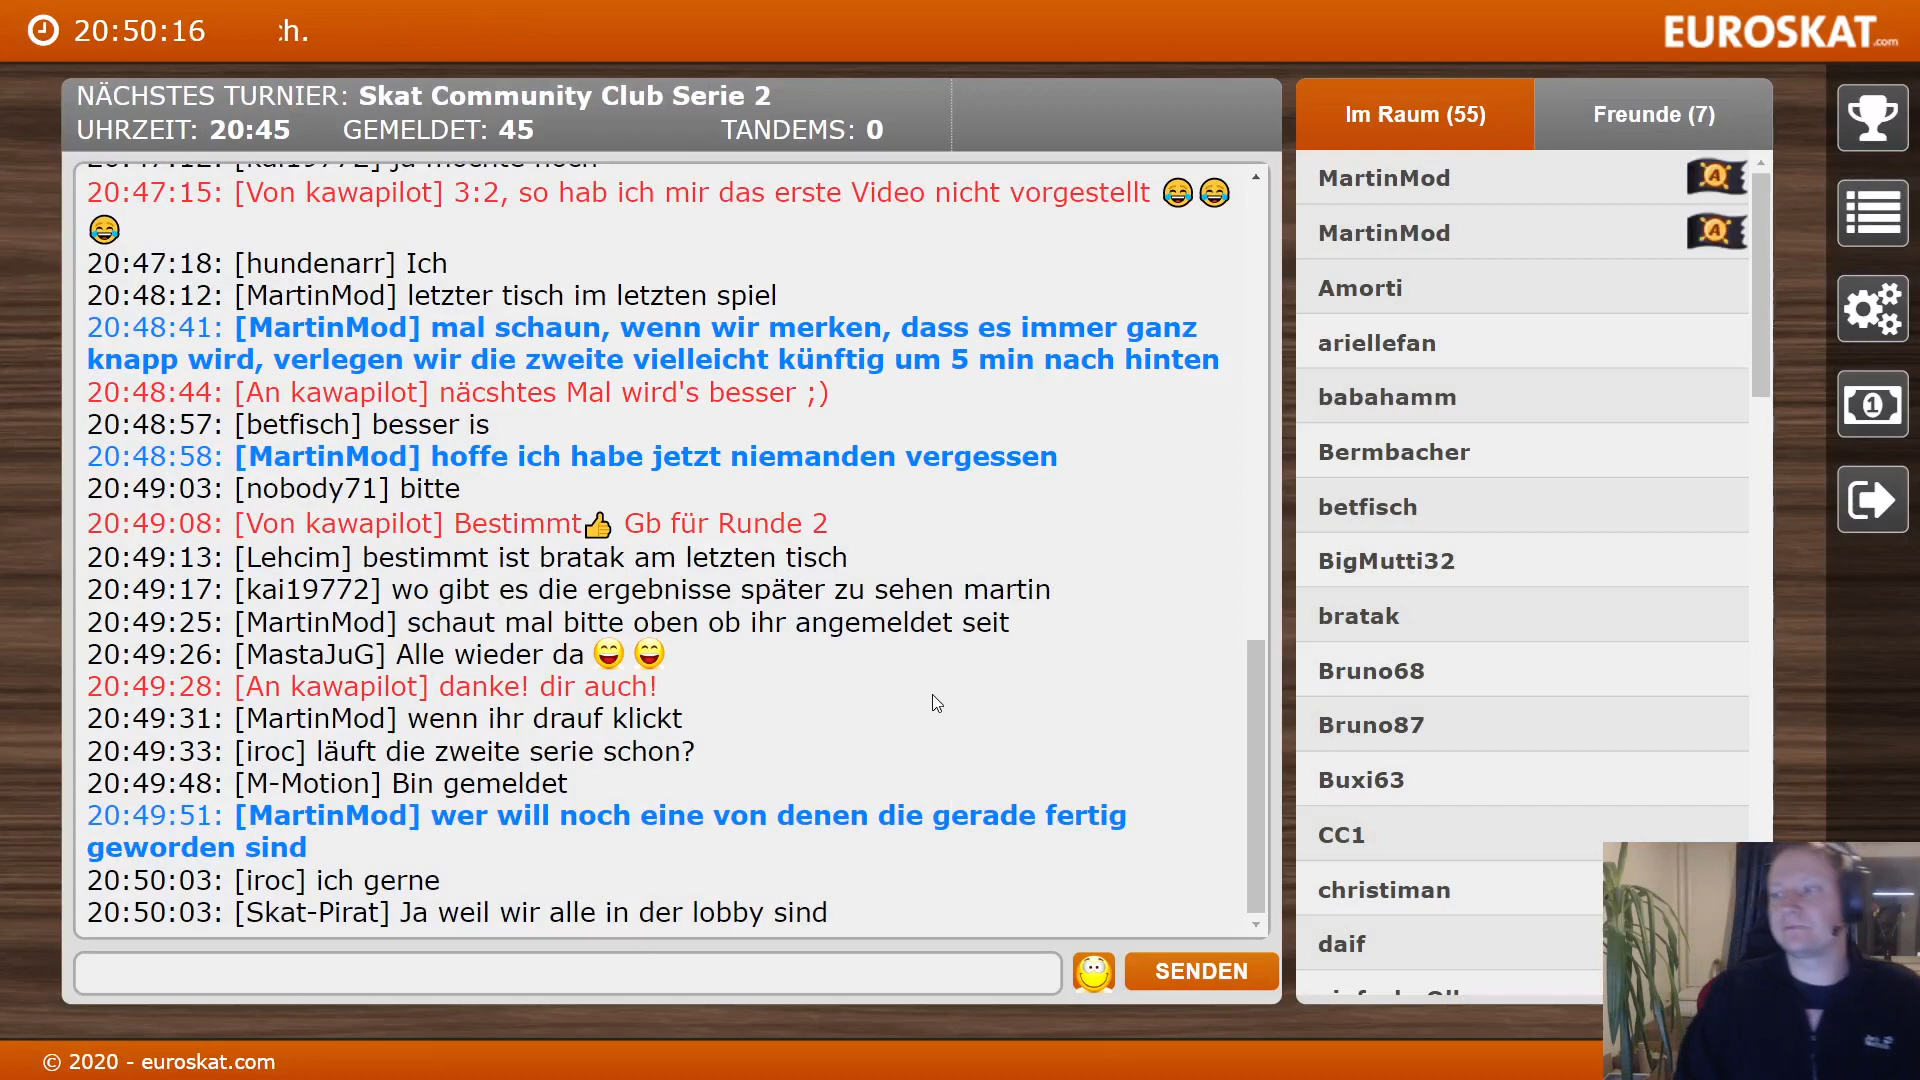 20:50:16
ch.
EUROSKAT.com
NÄCHSTES TURNIER: Skat Community Club Serie 2
UHRZEIT: 20:45 GEMELDET: 45 TANDEMS: 0
Im Raum (55)
Freunde (7)
20:47:12: [kai19772] ja möchte noch
20:47:15: [Von kawapilot] 3:2, so hab ich mir das erste Video nicht vorgestellt 😂😂
😂
20:47:18: [hundenarr] Ich
20:48:12: [MartinMod] letzter tisch im letzten spiel
20:48:41: [MartinMod] mal schaun, wenn wir merken, dass es immer ganz
knapp wird, verlegen wir die zweite vielleicht künftig um 5 min nach hinten
20:48:44: [An kawapilot] näcshtes Mal wird's besser ;)
20:48:57: [betfisch] besser is
20:48:58: [MartinMod] hoffe ich habe jetzt niemanden vergessen
20:49:03: [nobody71] bitte
20:49:08: [Von kawapilot] Bestimmt👍 Gb für Runde 2
20:49:13: [Lehcim] bestimmt ist bratak am letzten tisch
20:49:17: [kai19772] wo gibt es die ergebnisse später zu sehen martin
20:49:25: [MartinMod] schaut mal bitte oben ob ihr angemeldet seit
20:49:26: [MastaJuG] Alle wieder da 😄 😄
20:49:28: [An kawapilot] danke! dir auch!
20:49:31: [MartinMod] wenn ihr drauf klickt
20:49:33: [iroc] läuft die zweite serie schon?
20:49:48: [M-Motion] Bin gemeldet
20:49:51: [MartinMod] wer will noch eine von denen die gerade fertig
geworden sind
20:50:03: [iroc] ich gerne
20:50:03: [Skat-Pirat] Ja weil wir alle in der lobby sind
SENDEN
MartinMod
MartinMod
Amorti
ariellefan
babahamm
Bermbacher
betfisch
BigMutti32
bratak
Bruno68
Bruno87
Buxi63
CC1
christiman
daif
© 2020 - euroskat.com